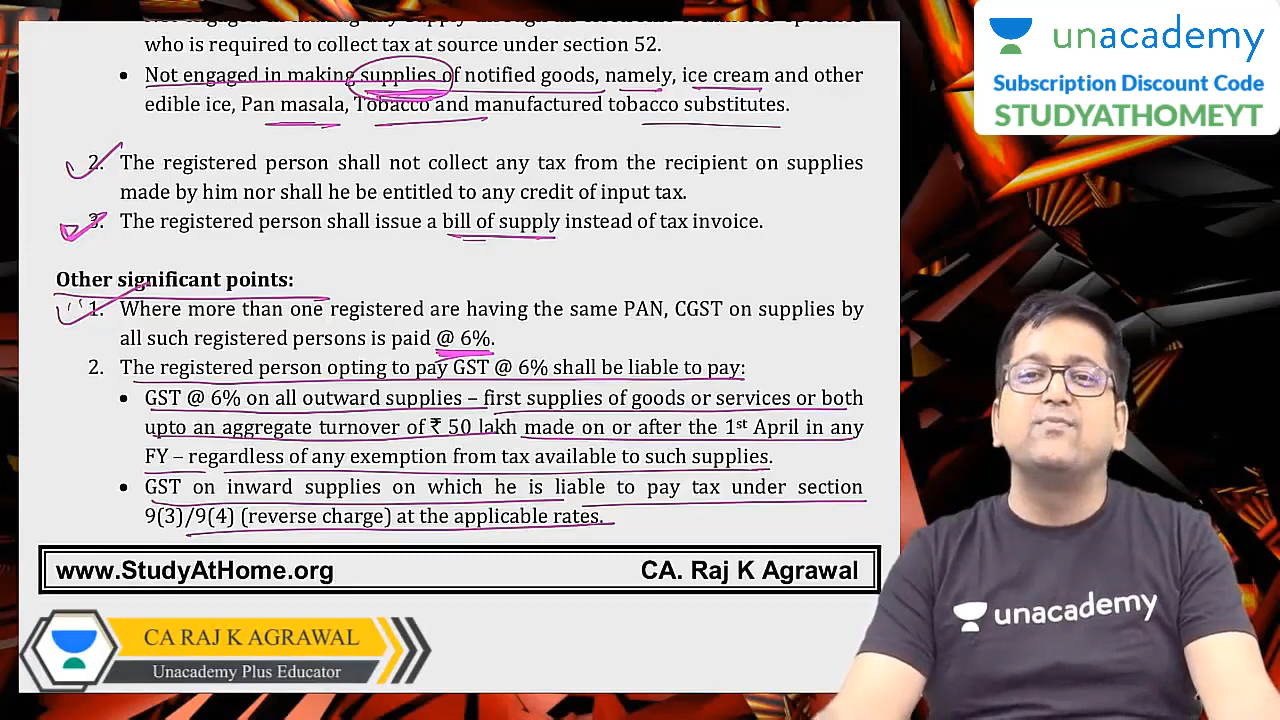 who is required to collect tax at source under section 52.
• Not engaged in making supplies of notified goods, namely, ice cream and other
edible ice, Pan masala, Tobacco and manufactured tobacco substitutes.
2. The registered person shall not collect any tax from the recipient on supplies
made by him nor shall he be entitled to any credit of input tax.
3. The registered person shall issue a bill of supply instead of tax invoice.
Other significant points:
1. Where more than one registered are having the same PAN, CGST on supplies by
all such registered persons is paid @ 6%.
2. The registered person opting to pay GST @ 6% shall be liable to pay:
• GST @ 6% on all outward supplies – first supplies of goods or services or both
upto an aggregate turnover of ₹ 50 lakh made on or after the 1st April in any
FY – regardless of any exemption from tax available to such supplies.
• GST on inward supplies on which he is liable to pay tax under section
9(3)/9(4) (reverse charge) at the applicable rates.
www.StudyAtHome.org CA. Raj K Agrawal
CA RAJ K AGRAWAL
Unacademy Plus Educator
unacademy
Subscription Discount Code
STUDYATHOMEYT
unacademy